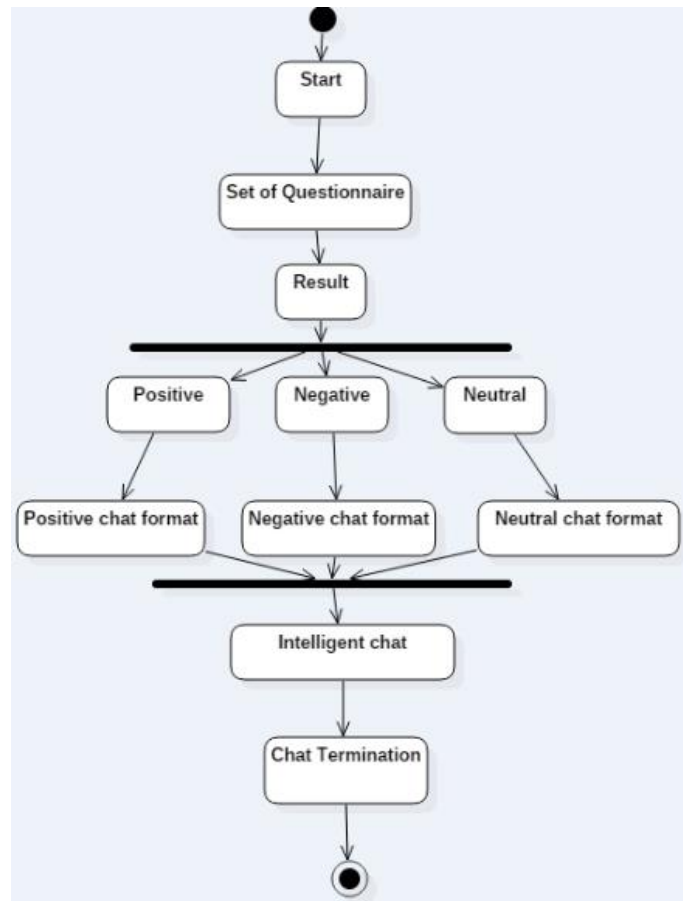 Start
Set of Questionnaire
Result
Positive
Negative
Neutral
Positive chat format
Negative chat format
Neutral chat format
Intelligent chat
Chat Termination